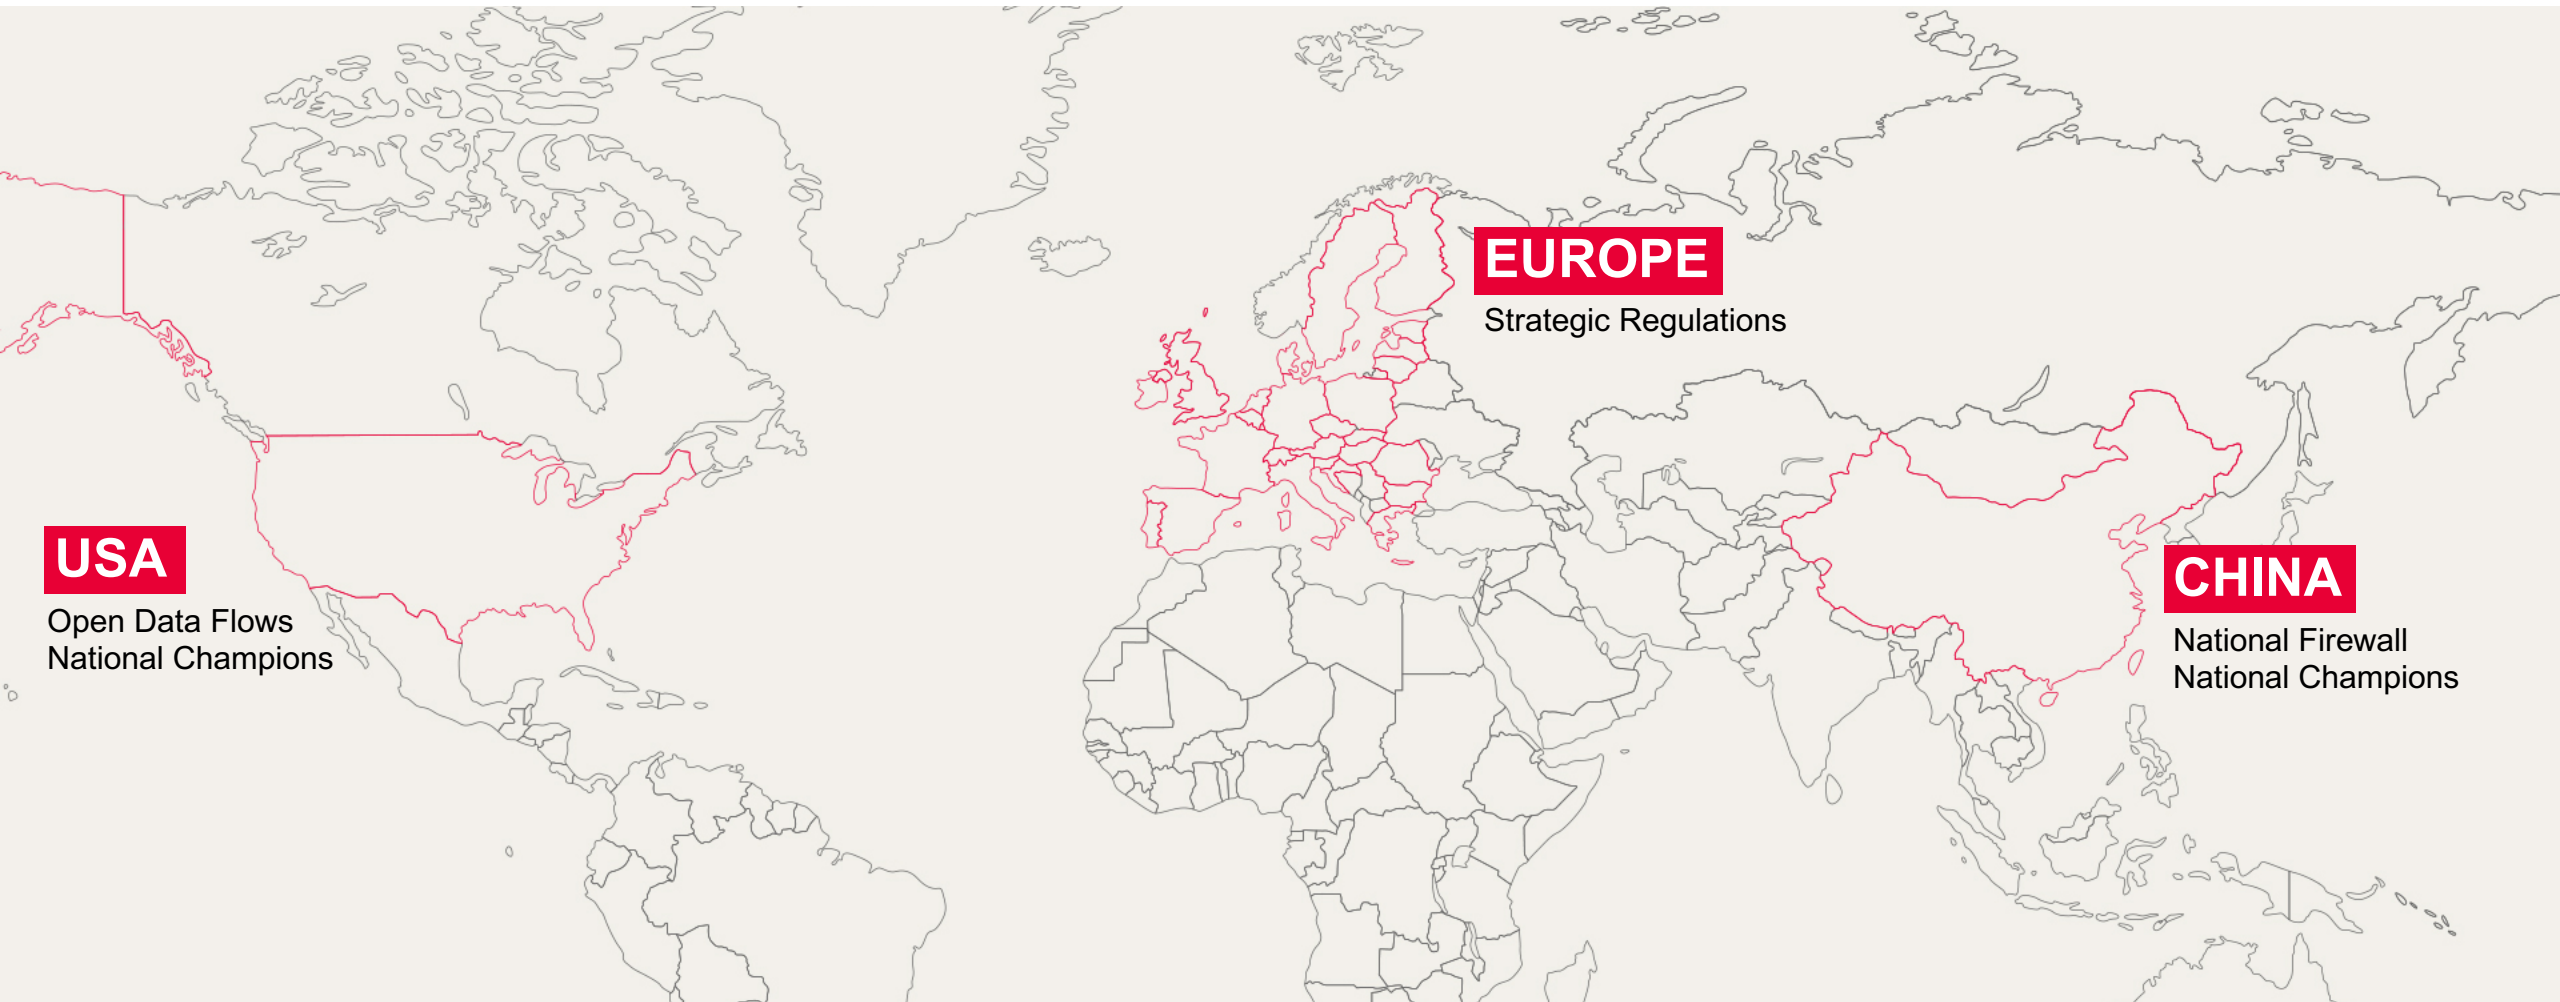 EUROPE
Strategic Regulations
USA
Open Data Flows
National Champions
CHINA
National Firewall
National Champions